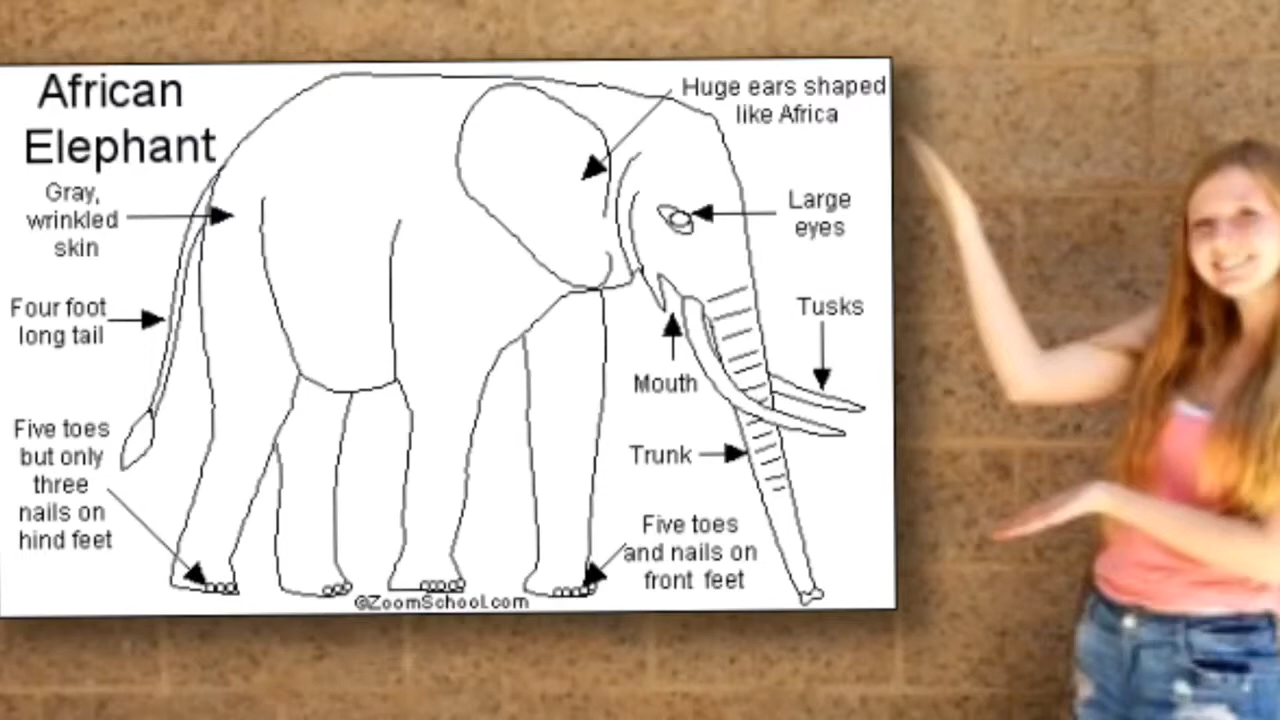 African
Elephant
Huge ears shaped
like Africa
Gray,
wrinkled
skin
Large
eyes
Four foot
long tail
Tusks
Mouth
Five toes
but only
three
nails on
hind feet
Trunk
Five toes
and nails on
front feet
©ZoomSchool.com